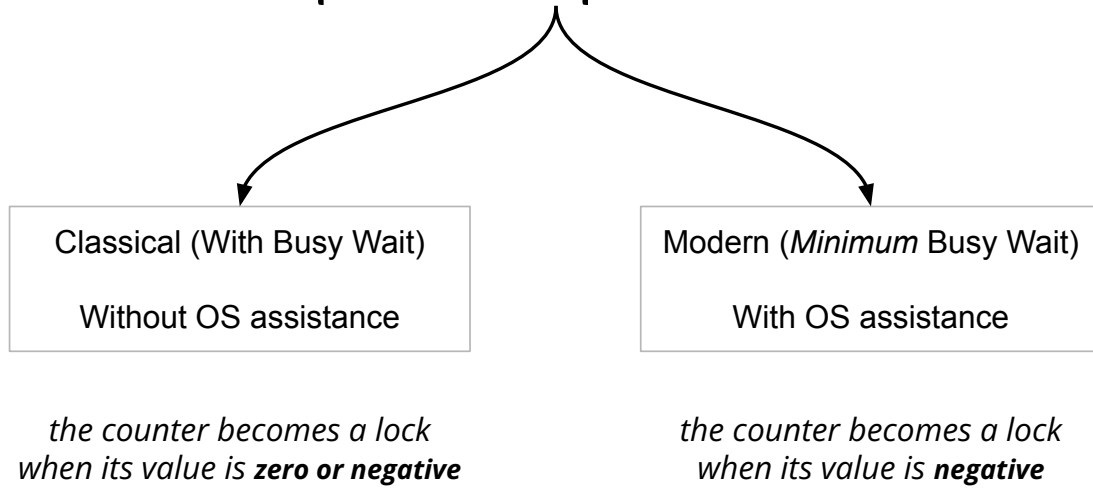 Classical (With Busy Wait)
Without OS assistance
Modern (Minimum Busy Wait)
With OS assistance
the counter becomes a lock
when its value is zero or negative
the counter becomes a lock
when its value is negative